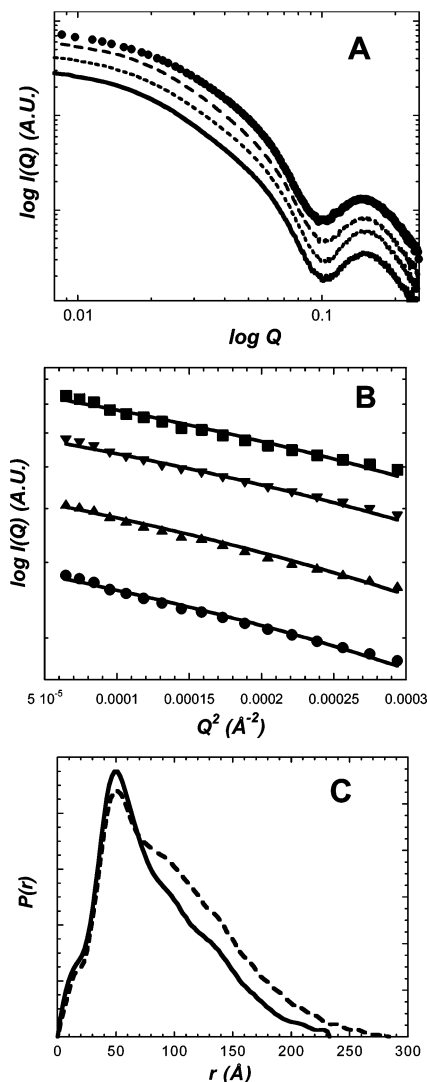 A
log I(Q) (A.U.)
0.01 0.1
log Q
B
log I(Q) (A.U.)
5 10⁻⁵ 0.0001 0.00015 0.0002 0.00025 0.0003
Q² (Å⁻²)
C
P(r)
0 50 100 150 200 250 300
r (Å)